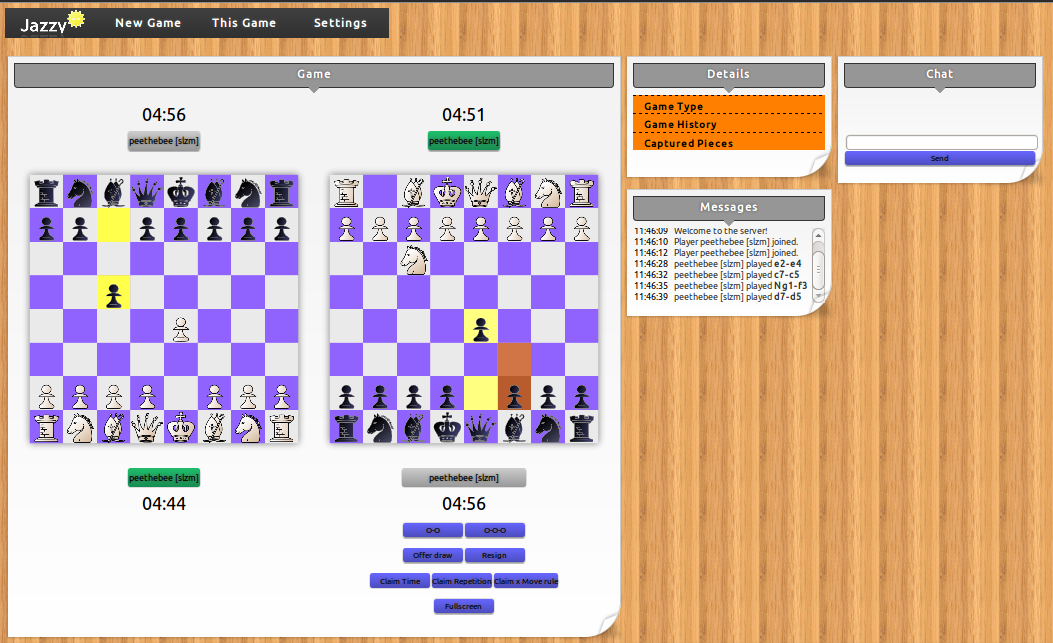 Jazzy
New Game
This Game
Settings
Game
04:56
04:51
peethebee [slzm]
peethebee [slzm]
peethebee [slzm]
peethebee [slzm]
04:44
04:56
O-O
O-O-O
Offer draw
Resign
Claim Time
Claim Repetition
Claim x Move rule
Fullscreen
Details
Game Type
Game History
Captured Pieces
Messages
11:46:09 Welcome to the server!
11:46:10 Player peethebee [slzm] joined.
11:46:12 Player peethebee [slzm] joined.
11:46:28 peethebee [slzm] played e2-e4
11:46:32 peethebee [slzm] played c7-c5
11:46:35 peethebee [slzm] played Ng1-f3
11:46:39 peethebee [slzm] played d7-d5
Chat
Send